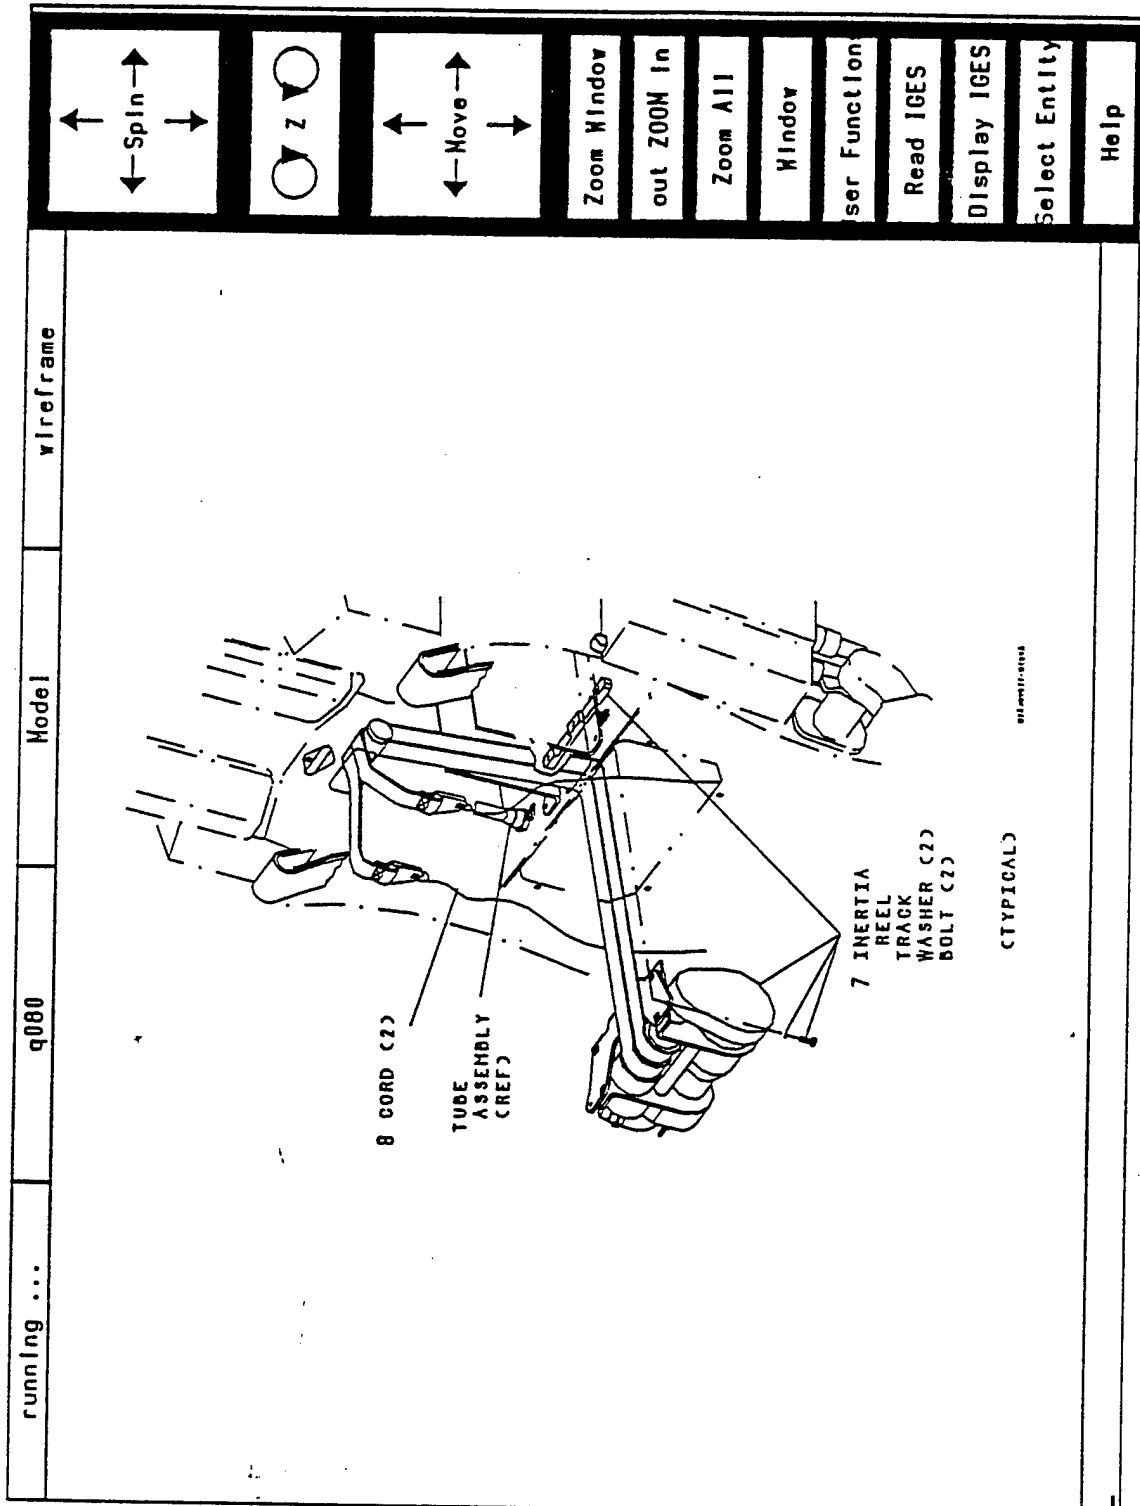 running ...
q080
Model
wireframe
Spin
Z
Move
Zoom Window
out ZOOM in
Zoom All
Window
ser Function
Read IGES
Display IGES
Select Entity
Help
8 CORD (2)
TUBE
ASSEMBLY
(REF)
7 INERTIA
REEL
TRACK
WASHER (2)
BOLT (2)
(TYPICAL)